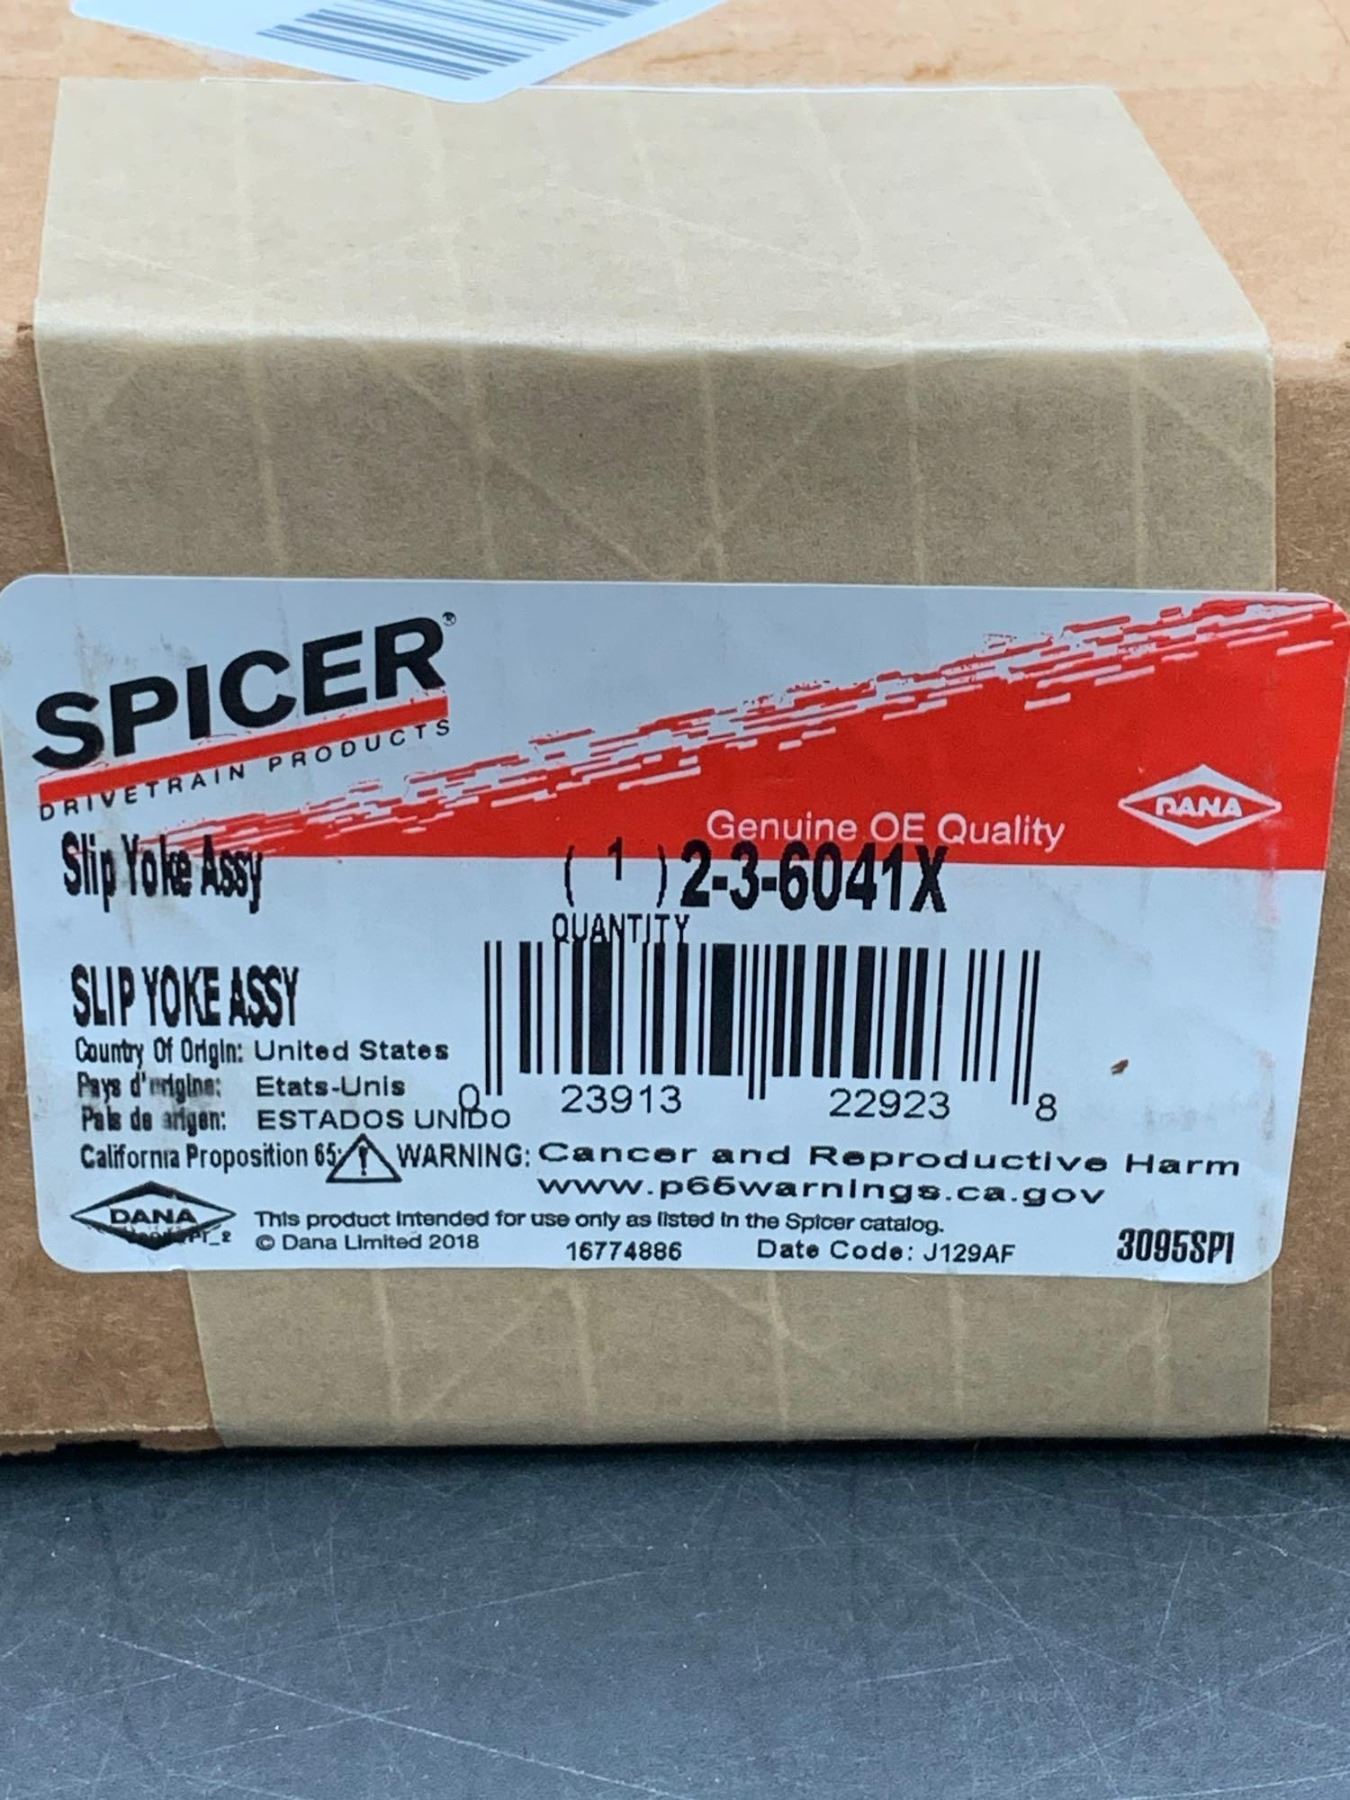 SPICER®
DRIVETRAIN PRODUCTS
Genuine OE Quality
DANA
Slip Yoke Assy ( 1 ) 2-3-6041X
QUANTITY
SLIP YOKE ASSY
Country Of Origin: United States
Pays d'origine: Etats-Unis
Pais de origen: ESTADOS UNIDO
0 23913 22923 8
California Proposition 65: WARNING: Cancer and Reproductive Harm
www.p65warnings.ca.gov
DANA
This product intended for use only as listed in the Spicer catalog.
© Dana Limited 2018 16774886 Date Code: J129AF 3095SPI